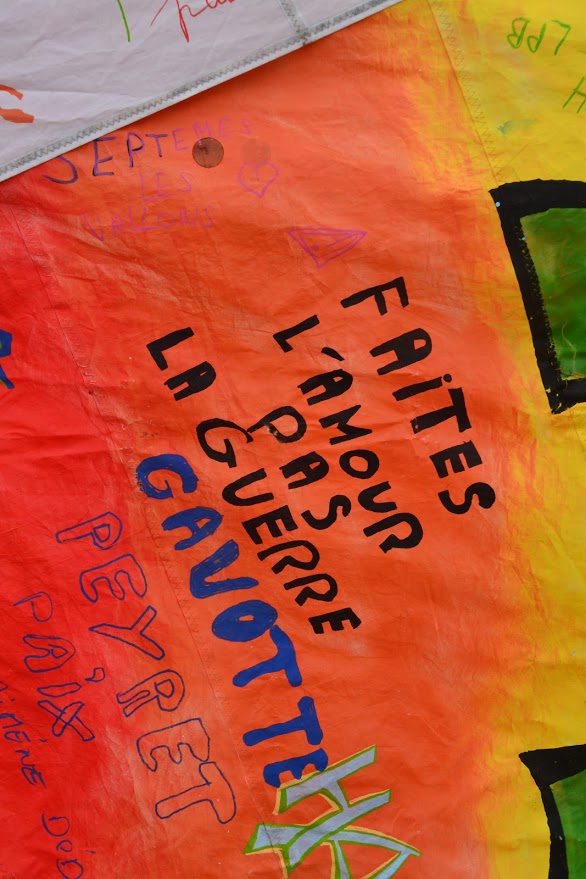 SEPTEMES
LES
VALLONS
FAiTES
L'AMOUR
PAS
LA GUERRE
GAVOTTE
PEYRET
PAIX
LPB